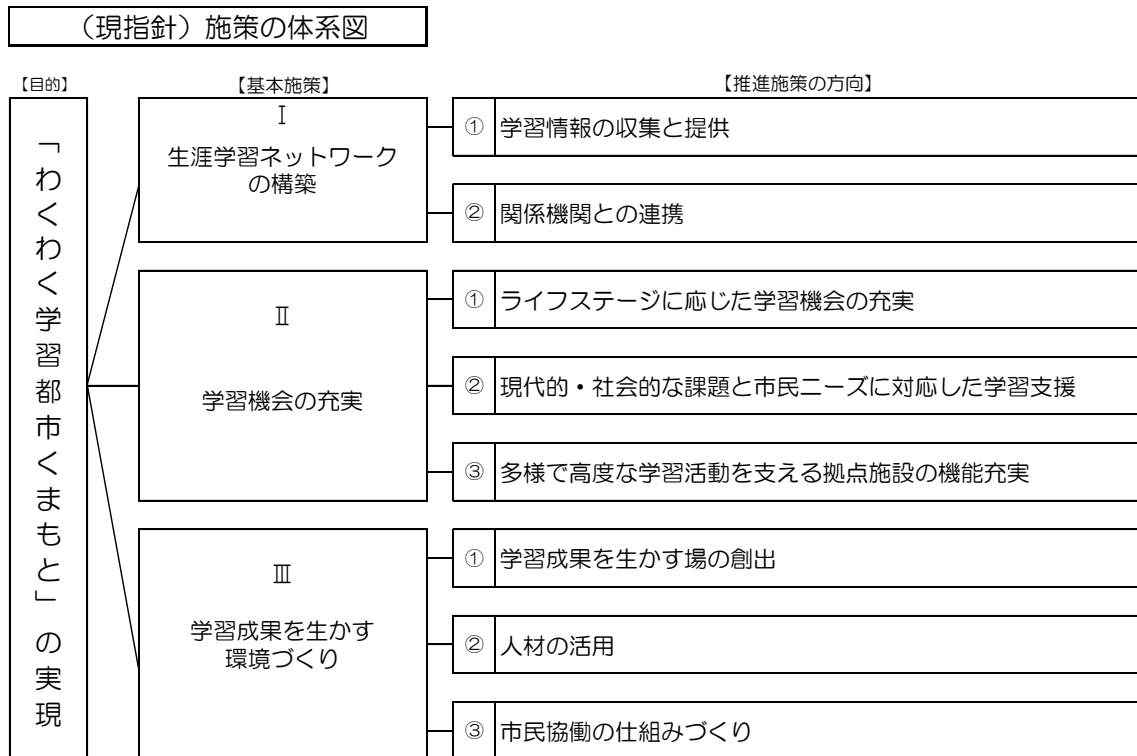 （現指針）施策の体系図
【目的】
【基本施策】
【推進施策の方向】
「わくわく学習都市くまもと」の実現
Ⅰ
生涯学習ネットワーク
の構築
① 学習情報の収集と提供
② 関係機関との連携
Ⅱ
学習機会の充実
① ライフステージに応じた学習機会の充実
② 現代的・社会的な課題と市民ニーズに対応した学習支援
③ 多様で高度な学習活動を支える拠点施設の機能充実
Ⅲ
学習成果を生かす
環境づくり
① 学習成果を生かす場の創出
② 人材の活用
③ 市民協働の仕組みづくり